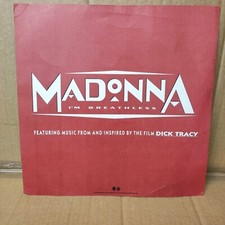 MADONNA
I'M BREATHLESS
FEATURING MUSIC FROM AND INSPIRED BY THE FILM DICK TRACY